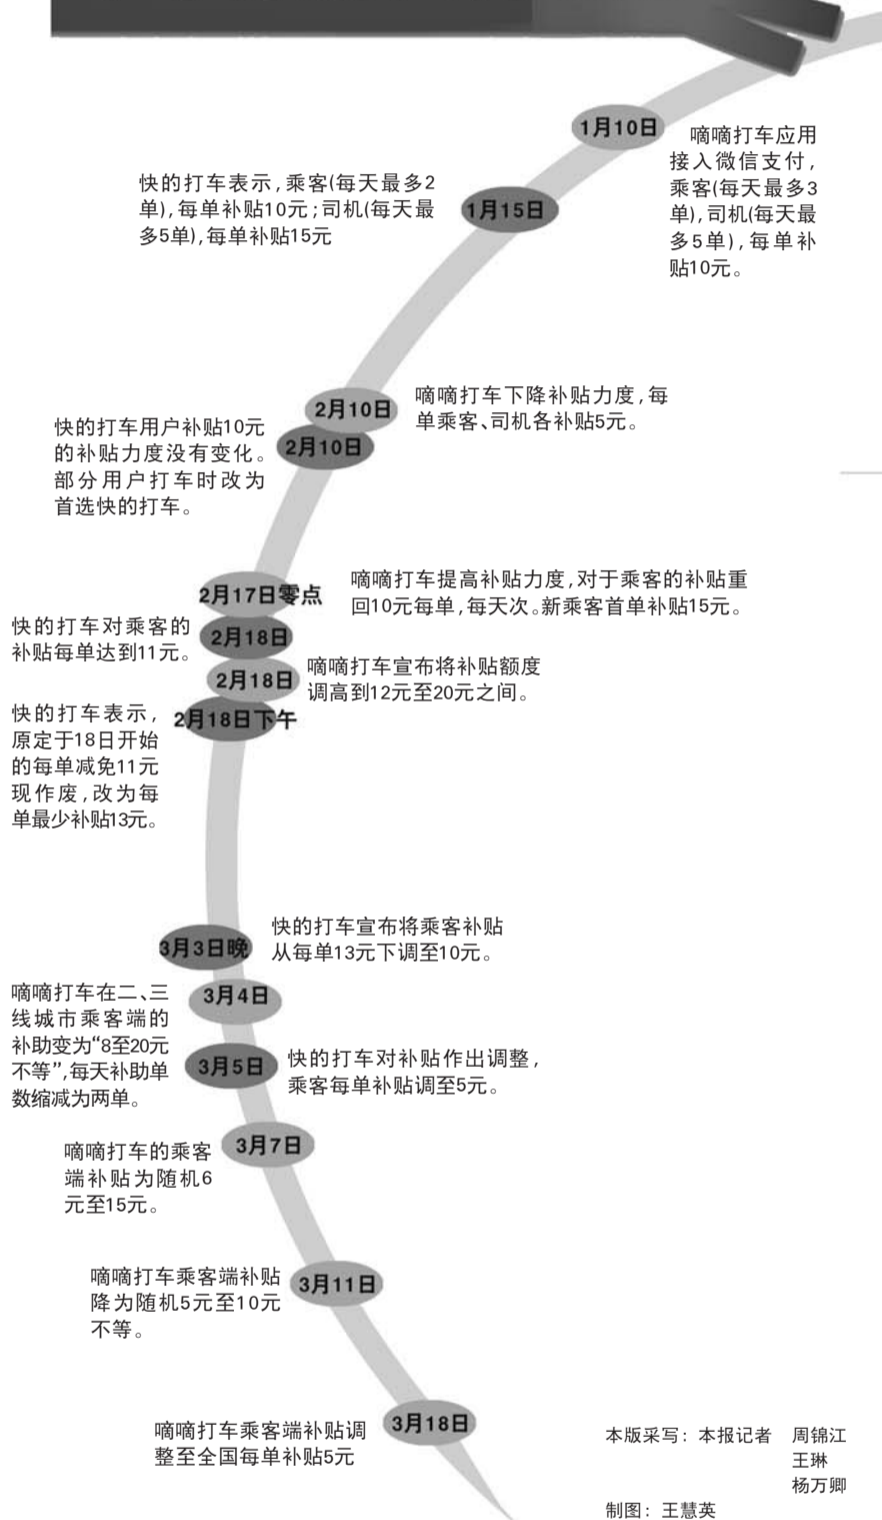 1月10日
嘀嘀打车应用
接入微信支付，
乘客(每天最多3
单)，司机(每天最
多5单)，每单补
贴10元。
1月15日
快的打车表示，乘客(每天最多2
单)，每单补贴10元；司机(每天最
多5单)，每单补贴15元
2月10日
嘀嘀打车下降补贴力度，每
单乘客、司机各补贴5元。
2月10日
快的打车用户补贴10元
的补贴力度没有变化。
部分用户打车时改为
首选快的打车。
2月17日零点
嘀嘀打车提高补贴力度，对于乘客的补贴重
回10元每单，每天次。新乘客首单补贴15元。
2月18日
快的打车对乘客的
补贴每单达到11元。
2月18日
嘀嘀打车宣布将补贴额度
调高到12元至20元之间。
2月18日下午
快的打车表示，
原定于18日开始
的每单减免11元
现作废，改为每
单最少补贴13元。
3月3日晚
快的打车宣布将乘客补贴
从每单13元下调至10元。
3月4日
嘀嘀打车在二、三
线城市乘客端的
补助变为“8至20元
不等”，每天补助单
数缩减为两单。
3月5日
快的打车对补贴作出调整，
乘客每单补贴调至5元。
3月7日
嘀嘀打车的乘客
端补贴为随机6
元至15元。
3月11日
嘀嘀打车乘客端补贴
降为随机5元至10元
不等。
3月18日
嘀嘀打车乘客端补贴调
整至全国每单补贴5元
本版采写：本报记者 周锦江
王琳
杨万卿
制图：王慧英